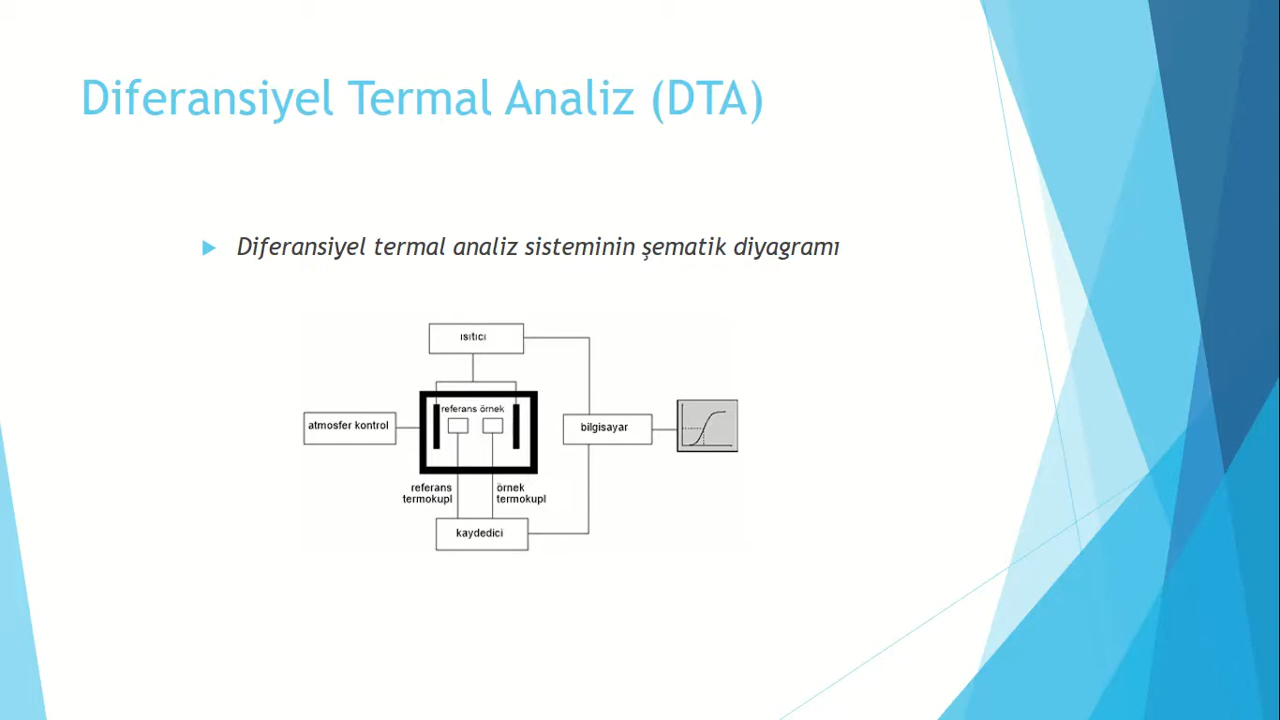 Diferansiyel Termal Analiz (DTA)
Diferansiyel termal analiz sisteminin şematik diyagramı
ısıtıcı
referans örnek
atmosfer kontrol
bilgisayar
referans
termokupl
örnek
termokupl
kaydedici